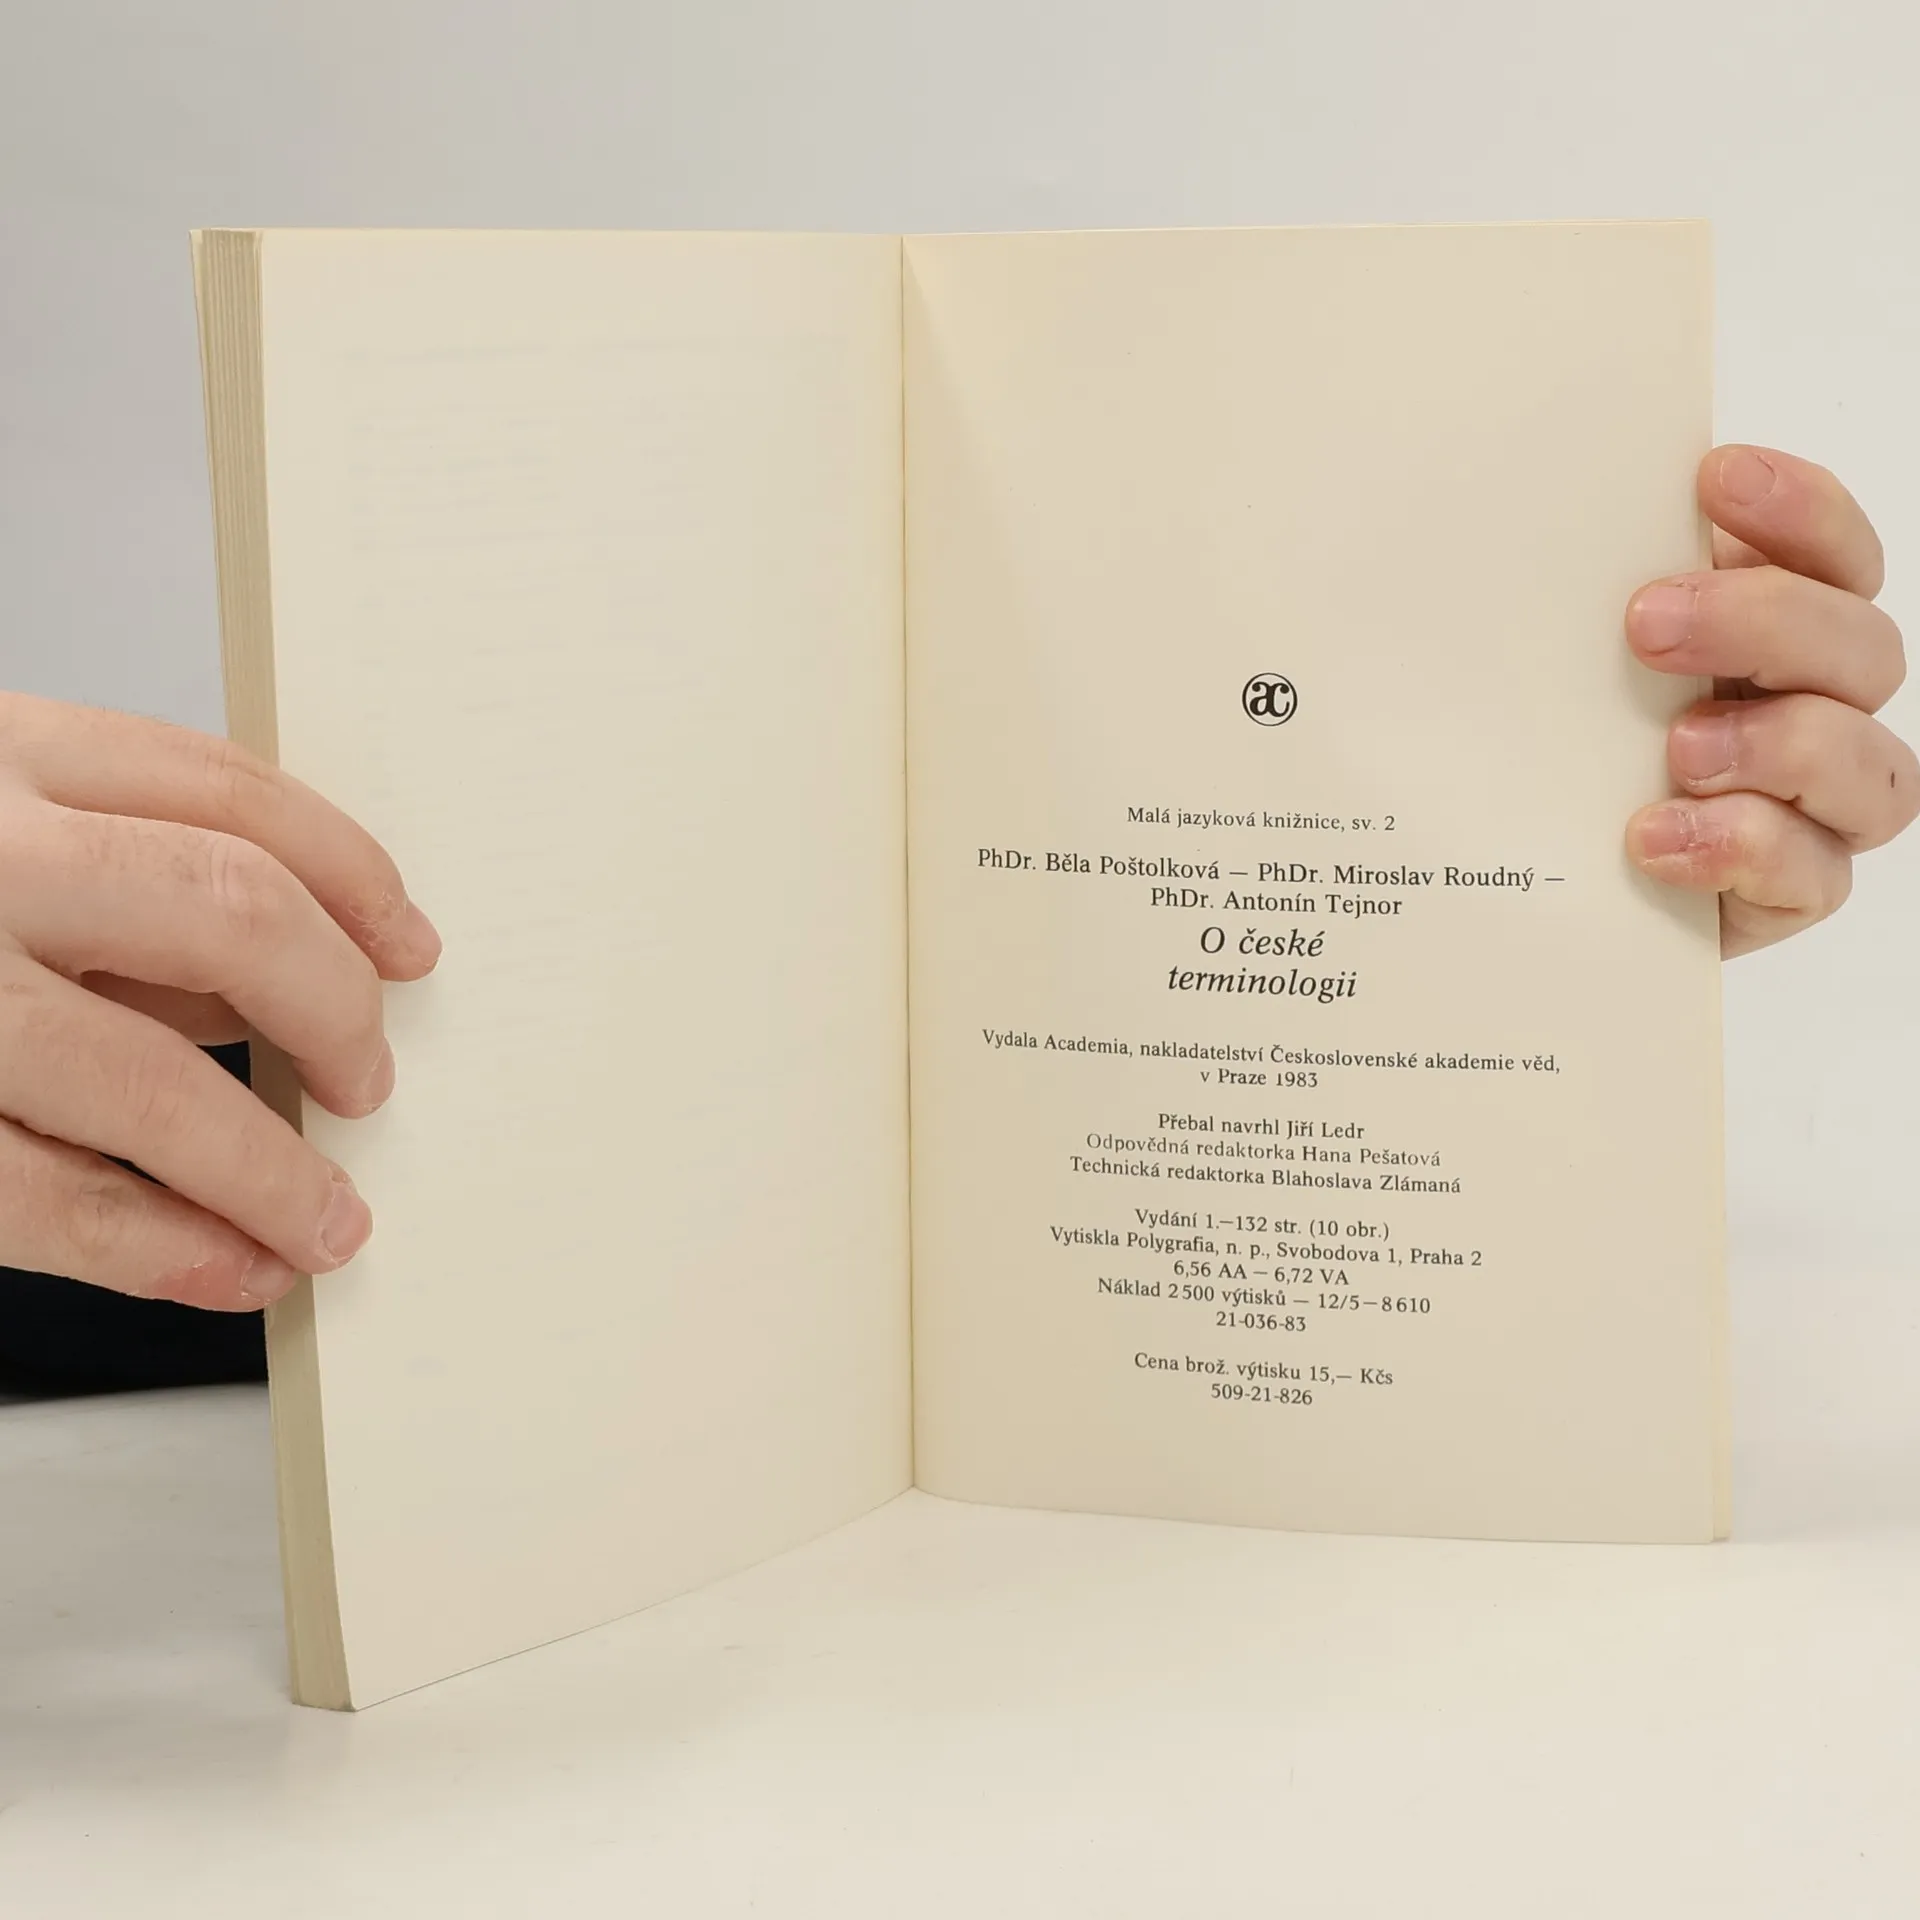 ac
Malá jazyková knižnice, sv. 2
PhDr. Běla Poštolková — PhDr. Miroslav Roudný —
PhDr. Antonín Tejnor
O české
terminologii
Vydala Academia, nakladatelství Československé akademie věd,
v Praze 1983
Přebal navrhl Jiří Ledr
Odpovědná redaktorka Hana Pešatová
Technická redaktorka Blahoslava Zlámaná
Vydání 1.—132 str. (10 obr.)
Vytiskla Polygrafia, n. p., Svobodova 1, Praha 2
6,56 AA — 6,72 VA
Náklad 2 500 výtisků — 12/5—8 610
21-036-83
Cena brož. výtisku 15,— Kčs
509-21-826